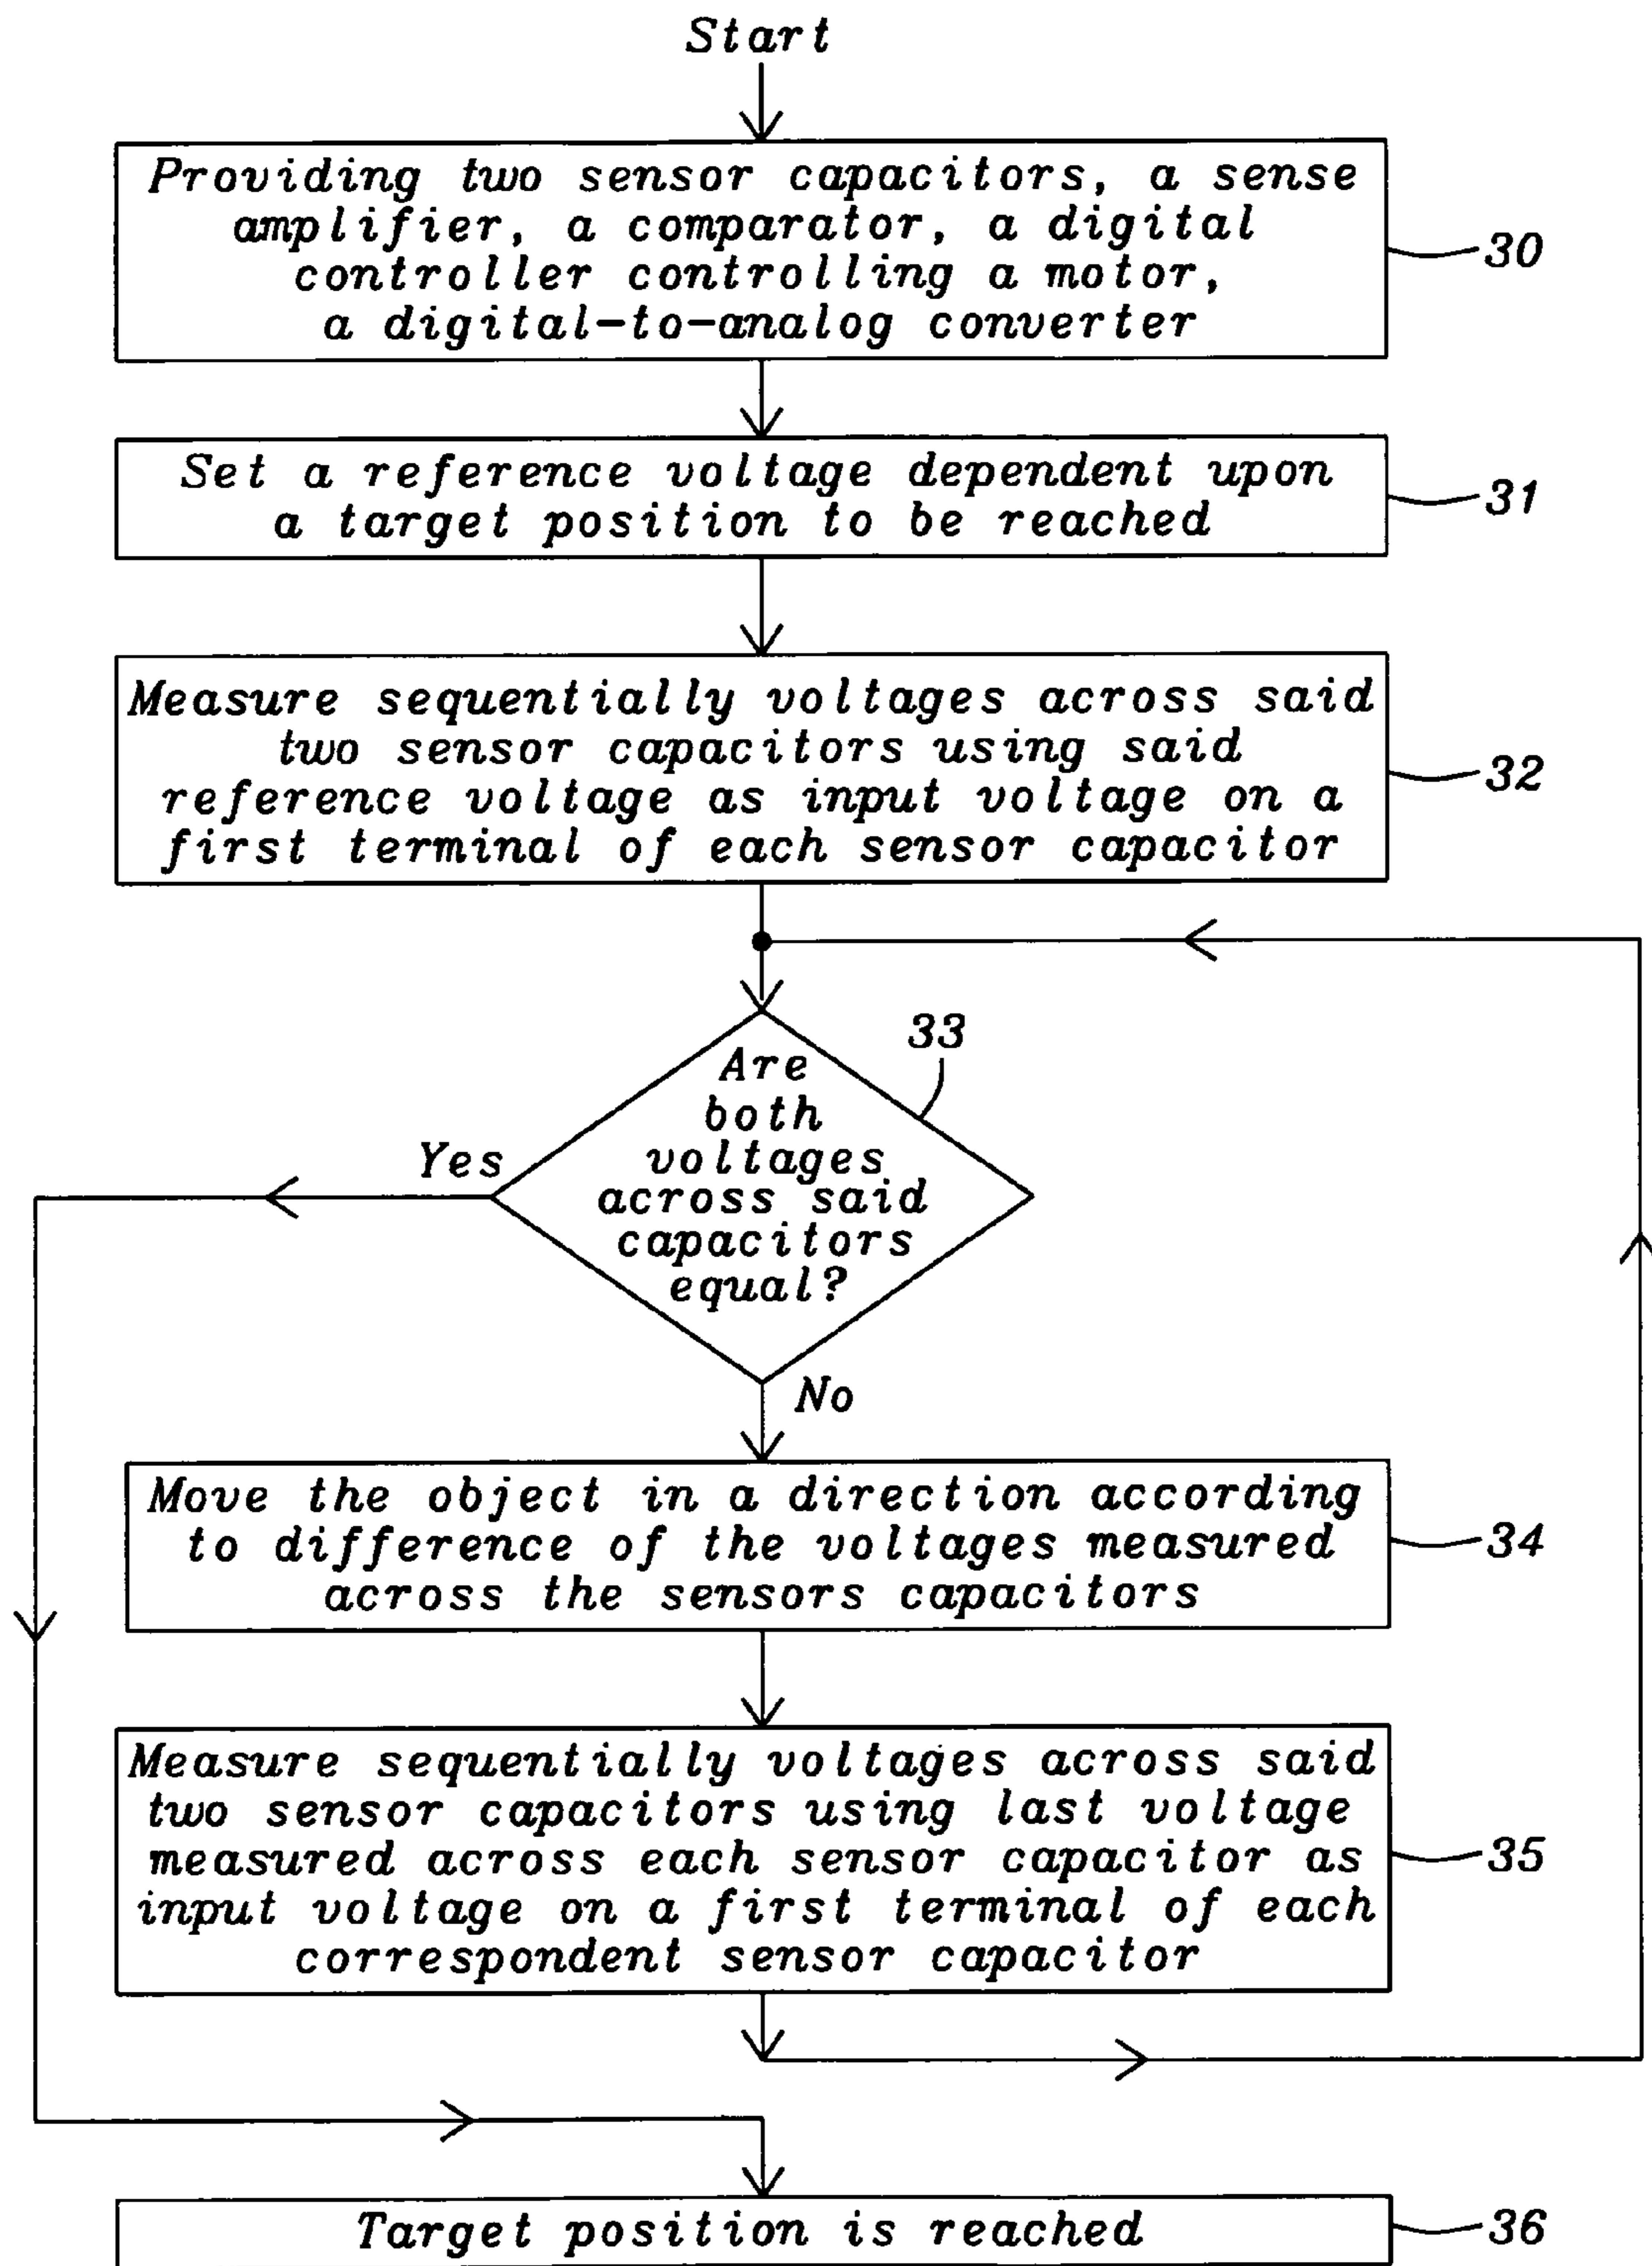 Start
Providing two sensor capacitors, a sense
amplifier, a comparator, a digital
controller controlling a motor,
a digital-to-analog converter
30
Set a reference voltage dependent upon
a target position to be reached
31
Measure sequentially voltages across said
two sensor capacitors using said
reference voltage as input voltage on a
first terminal of each sensor capacitor
32
33
Are
both
voltages
across said
capacitors
equal?
Yes
No
Move the object in a direction according
to difference of the voltages measured
across the sensors capacitors
34
Measure sequentially voltages across said
two sensor capacitors using last voltage
measured across each sensor capacitor as
input voltage on a first terminal of each
correspondent sensor capacitor
35
Target position is reached
36